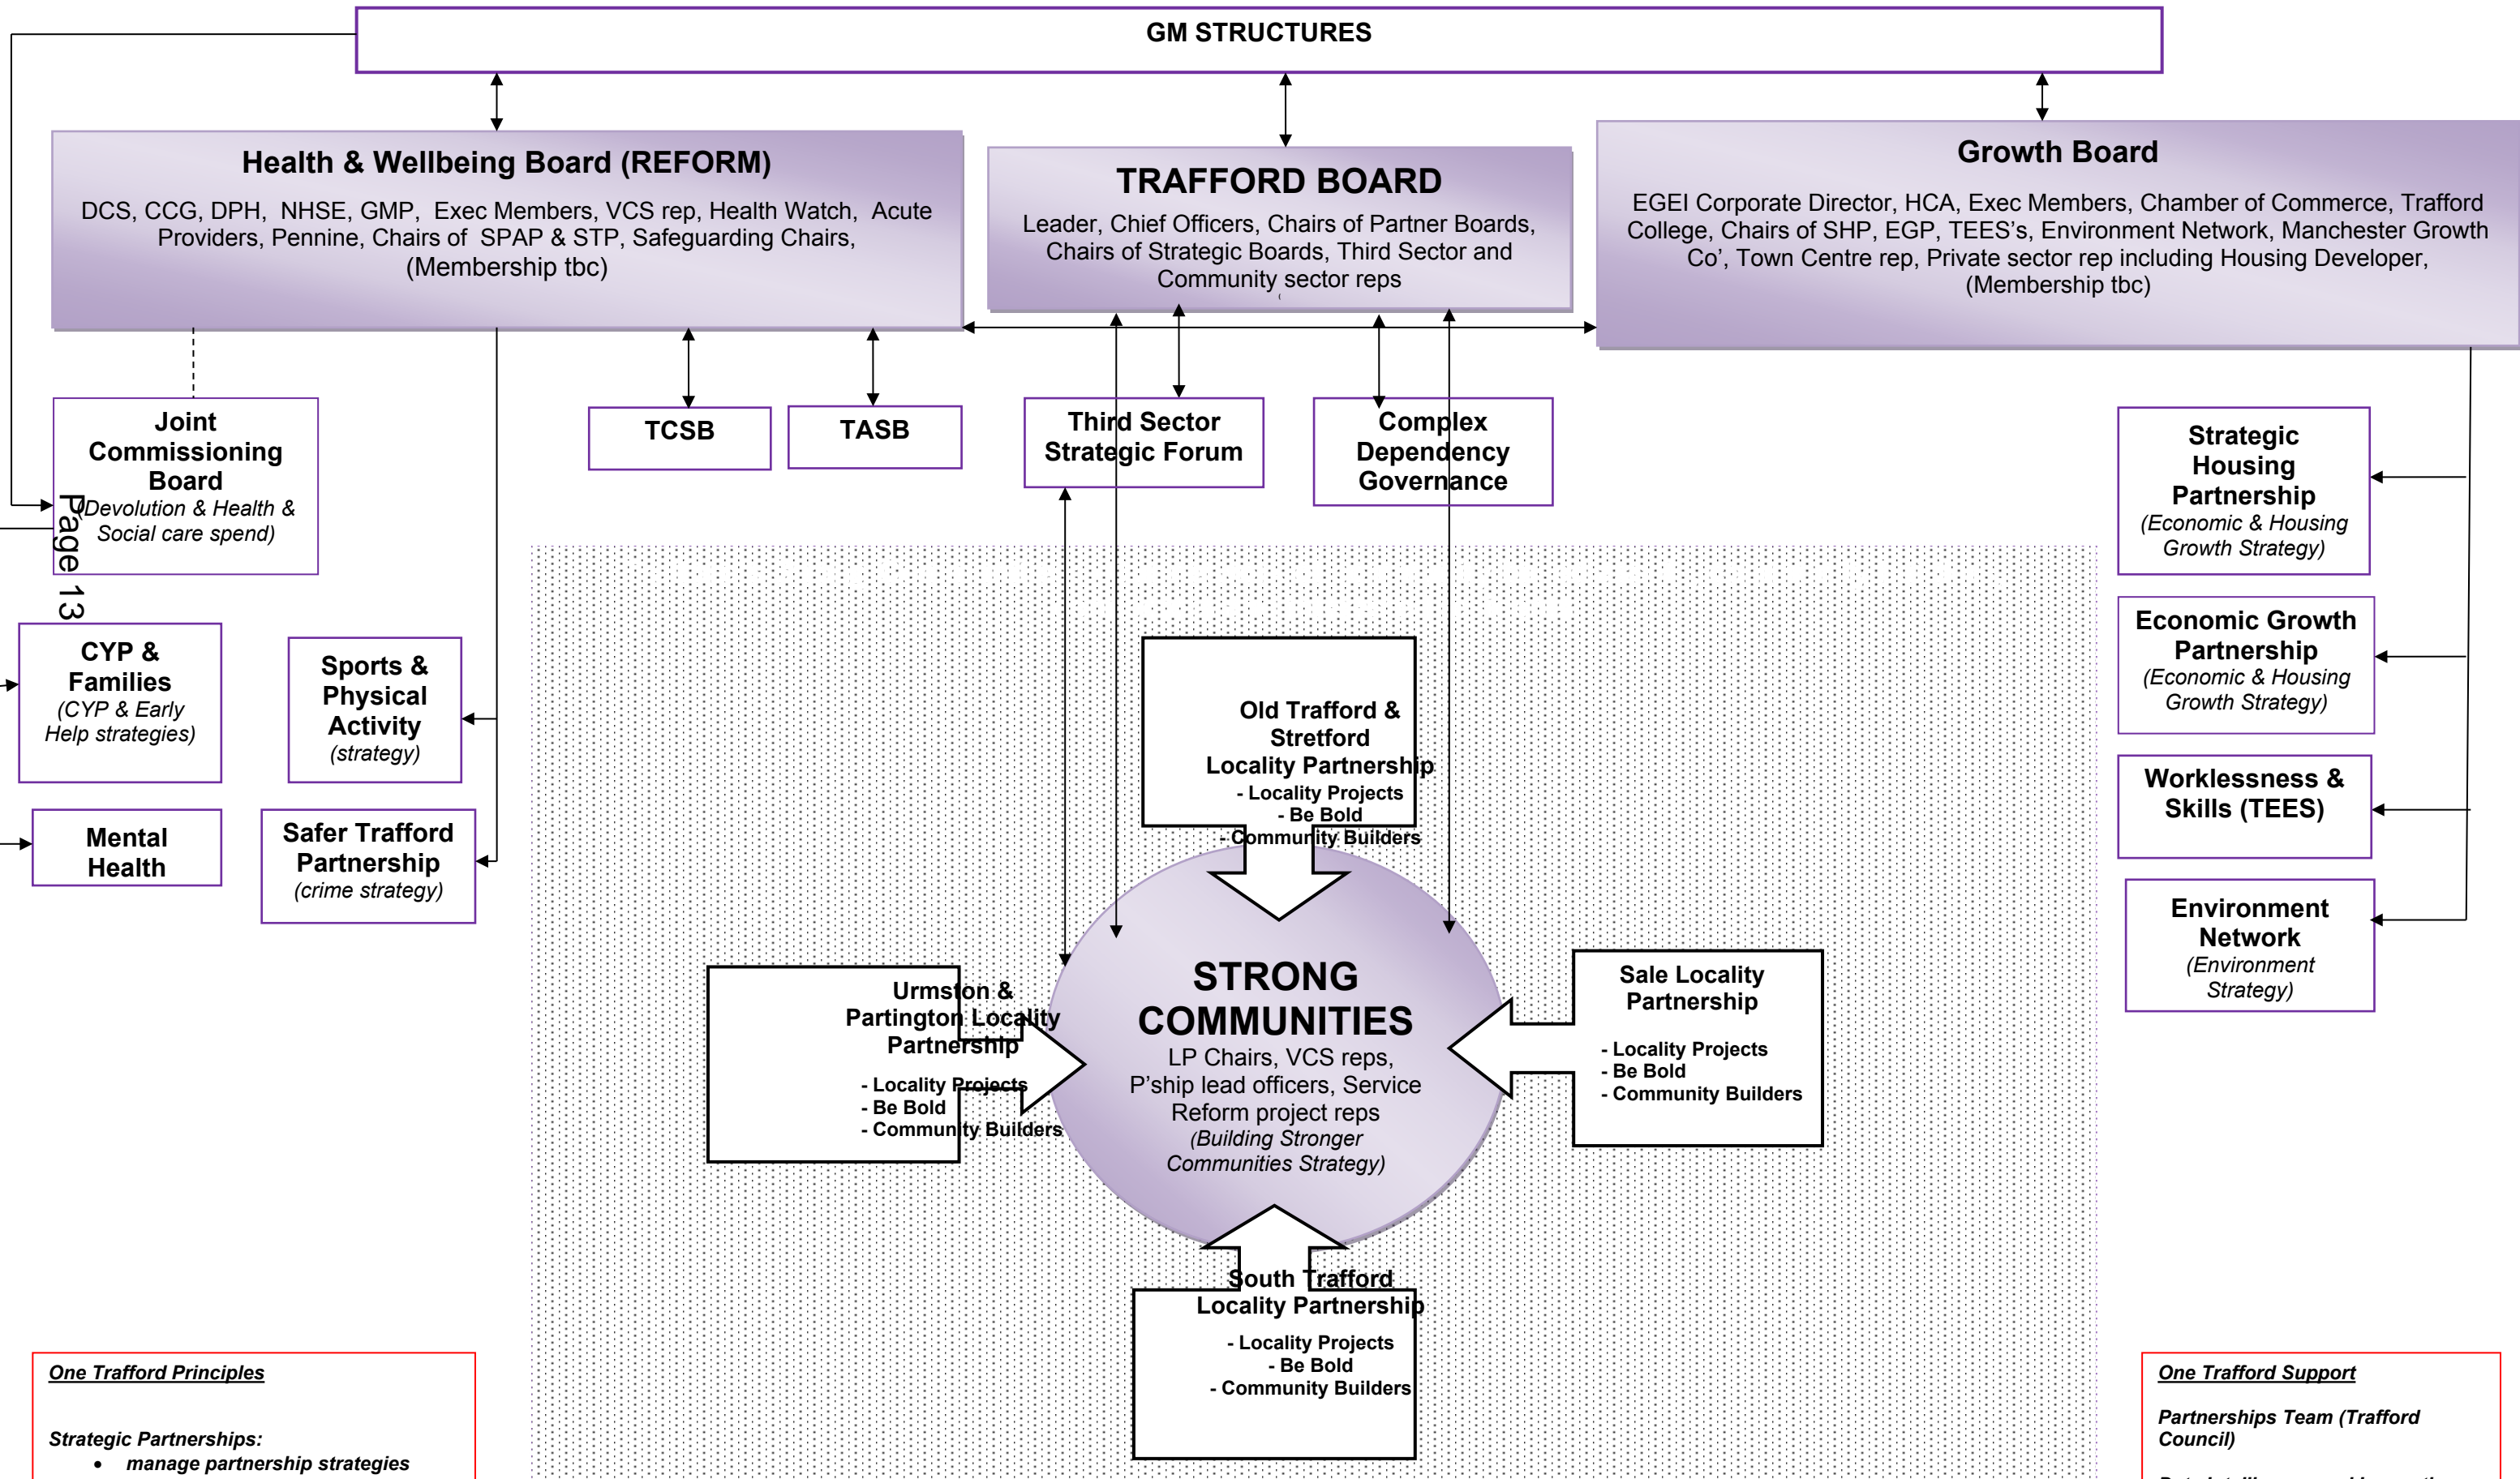 GM STRUCTURES
Health & Wellbeing Board (REFORM)
DCS, CCG, DPH, NHSE, GMP, Exec Members, VCS rep, Health Watch, Acute
Providers, Pennine, Chairs of SPAP & STP, Safeguarding Chairs,
(Membership tbc)
TRAFFORD BOARD
Leader, Chief Officers, Chairs of Partner Boards,
Chairs of Strategic Boards, Third Sector and
Community sector reps
(
Growth Board
EGEI Corporate Director, HCA, Exec Members, Chamber of Commerce, Trafford
College, Chairs of SHP, EGP, TEES’s, Environment Network, Manchester Growth
Co’, Town Centre rep, Private sector rep including Housing Developer,
(Membership tbc)
Joint
Commissioning
Board
(Devolution & Health &
Social care spend)
Page 13
TCSB
TASB
Third Sector
Strategic Forum
Complex
Dependency
Governance
Strategic
Housing
Partnership
(Economic & Housing
Growth Strategy)
CYP &
Families
(CYP & Early
Help strategies)
Sports &
Physical
Activity
(strategy)
Economic Growth
Partnership
(Economic & Housing
Growth Strategy)
Mental
Health
Safer Trafford
Partnership
(crime strategy)
Worklessness &
Skills (TEES)
Environment
Network
(Environment
Strategy)
Old Trafford &
Stretford
Locality Partnership
- Locality Projects
- Be Bold
- Community Builders
Urmston &
Partington Locality
Partnership
- Locality Projects
- Be Bold
- Community Builders
STRONG
COMMUNITIES
LP Chairs, VCS reps,
P’ship lead officers, Service
Reform project reps
(Building Stronger
Communities Strategy)
Sale Locality
Partnership
- Locality Projects
- Be Bold
- Community Builders
South Trafford
Locality Partnership
- Locality Projects
- Be Bold
- Community Builders
One Trafford Principles
Strategic Partnerships:
• manage partnership strategies
One Trafford Support
Partnerships Team (Trafford
Council)